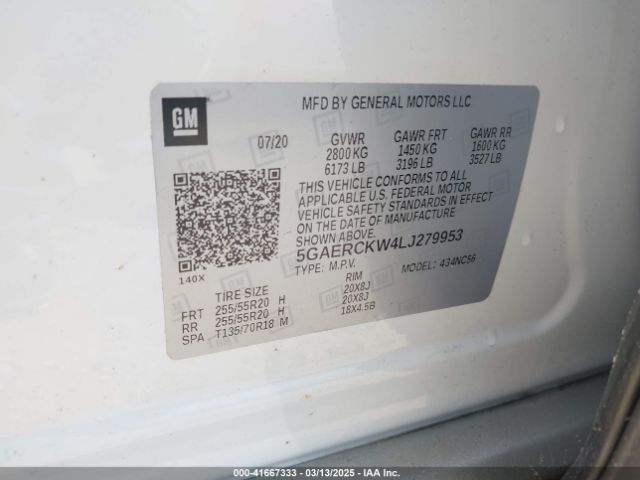 MFD BY GENERAL MOTORS LLC
GM
07/20 GVWR GAWR FRT GAWR RR
2800 KG 1450 KG 1600 KG
6173 LB 3196 LB 3527 LB
THIS VEHICLE CONFORMS TO ALL
APPLICABLE U.S. FEDERAL MOTOR
VEHICLE SAFETY STANDARDS IN EFFECT
ON THE DATE OF MANUFACTURE
SHOWN ABOVE.
5GAERCKW4LJ279953
TYPE: M.P.V. MODEL: 434NC56
140X
TIRE SIZE RIM
FRT 255/55R20 H 20X8J
RR 255/55R20 H 20X8J
SPA T135/70R18 M 18X4.5B
000-41667333 | 03/13/2025 - IAAI.com